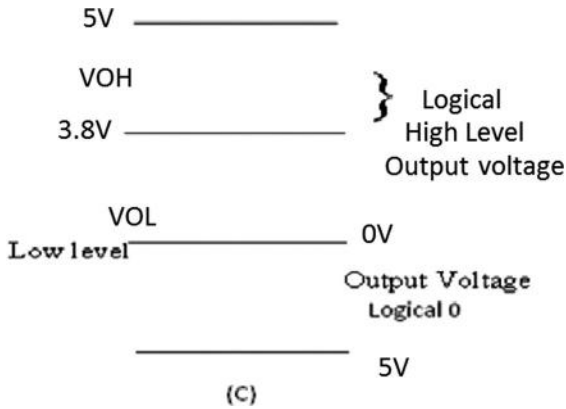 5V
VOH
Logical
High Level
Output voltage
3.8V
VOL
Low level
0V
Output Voltage
Logical 0
5V
(C)